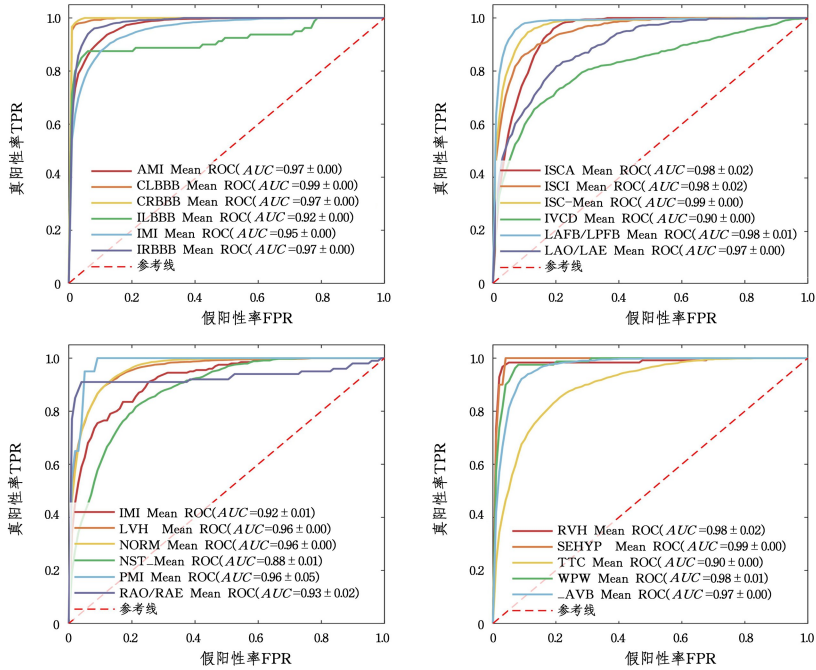 1.0
0.8
0.6
0.4
0.2
0
真阳性率TPR
AMI Mean ROC(AUC=0.97±0.00)
CLBBB Mean ROC(AUC=0.99±0.00)
CRBBB Mean ROC(AUC=0.97±0.00)
ILBBB Mean ROC(AUC=0.92±0.00)
IMI Mean ROC(AUC=0.95±0.00)
IRBBB Mean ROC(AUC=0.97±0.00)
参考线
0 0.2 0.4 0.6 0.8 1.0
假阳性率FPR
1.0
0.8
0.6
0.4
0.2
0
真阳性率TPR
ISCA Mean ROC(AUC=0.98±0.02)
ISCI Mean ROC(AUC=0.98±0.02)
ISC-Mean ROC(AUC=0.99±0.00)
IVCD Mean ROC(AUC=0.90±0.00)
LAFB/LPFB Mean ROC(AUC=0.98±0.01)
LAO/LAE Mean ROC(AUC=0.97±0.00)
参考线
0 0.2 0.4 0.6 0.8 1.0
假阳性率FPR
1.0
0.8
0.6
0.4
0.2
0
真阳性率TPR
IMI Mean ROC(AUC=0.92±0.01)
LVH Mean ROC(AUC=0.96±0.00)
NORM Mean ROC(AUC=0.96±0.00)
NST_Mean ROC(AUC=0.88±0.01)
PMI Mean ROC(AUC=0.96±0.05)
RAO/RAE Mean ROC(AUC=0.93±0.02)
参考线
0 0.2 0.4 0.6 0.8 1.0
假阳性率FPR
1.0
0.8
0.6
0.4
0.2
0
真阳性率TPR
RVH Mean ROC(AUC=0.98±0.02)
SEHYP Mean ROC(AUC=0.99±0.00)
TTC Mean ROC(AUC=0.90±0.00)
WPW Mean ROC(AUC=0.98±0.01)
_AVB Mean ROC(AUC=0.97±0.00)
参考线
0 0.2 0.4 0.6 0.8 1.0
假阳性率FPR